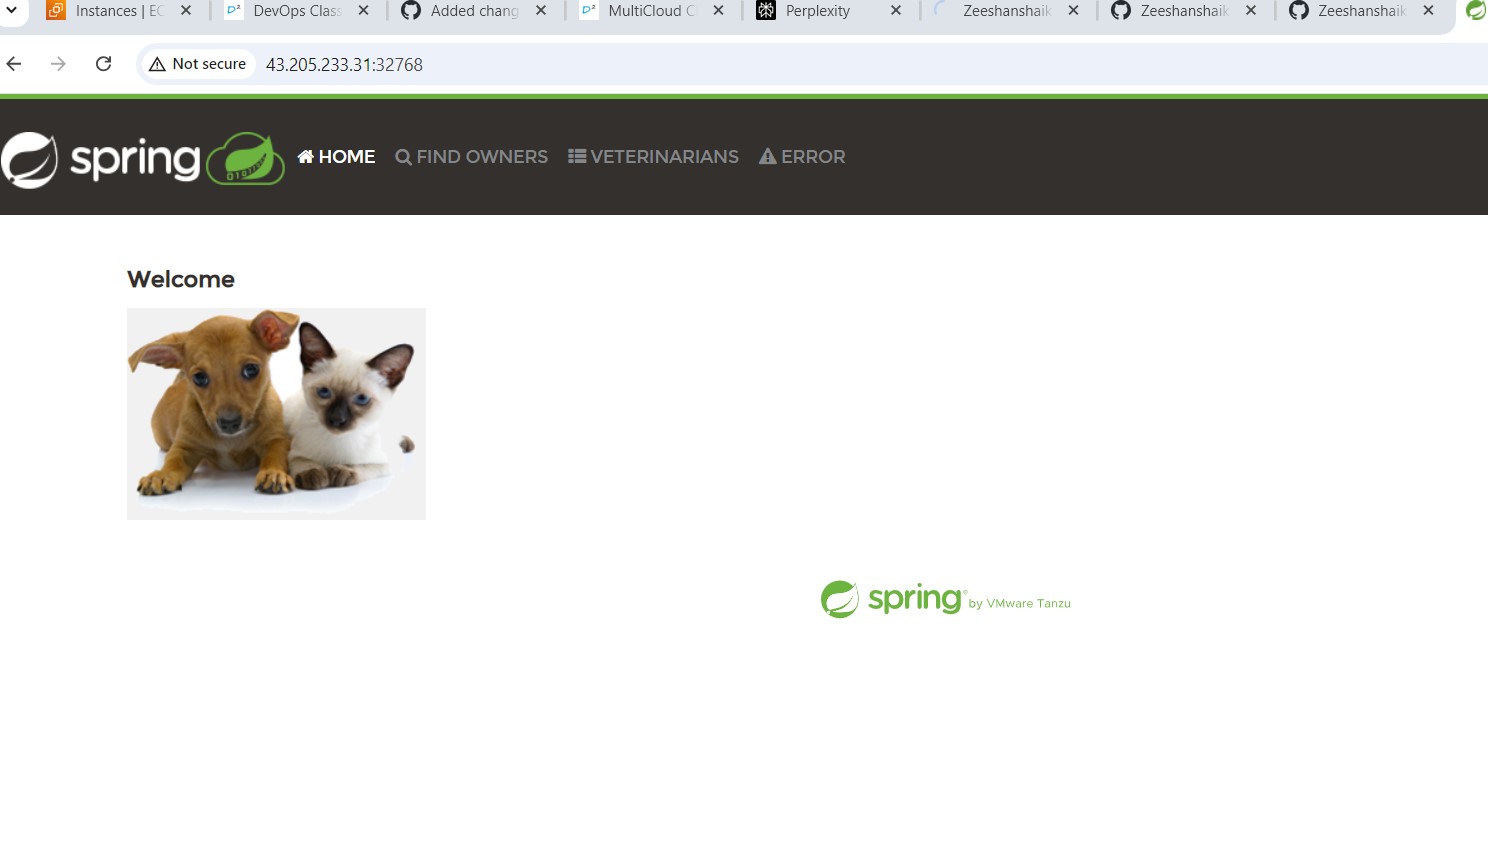 Instances | EC
DevOps Class
Added chang
MultiCloud Cl
Perplexity
Zeeshanshaik
Zeeshanshaik
Zeeshanshaik
Not secure
43.205.233.31:32768
spring
HOME
FIND OWNERS
VETERINARIANS
ERROR
Welcome
spring® by VMware Tanzu